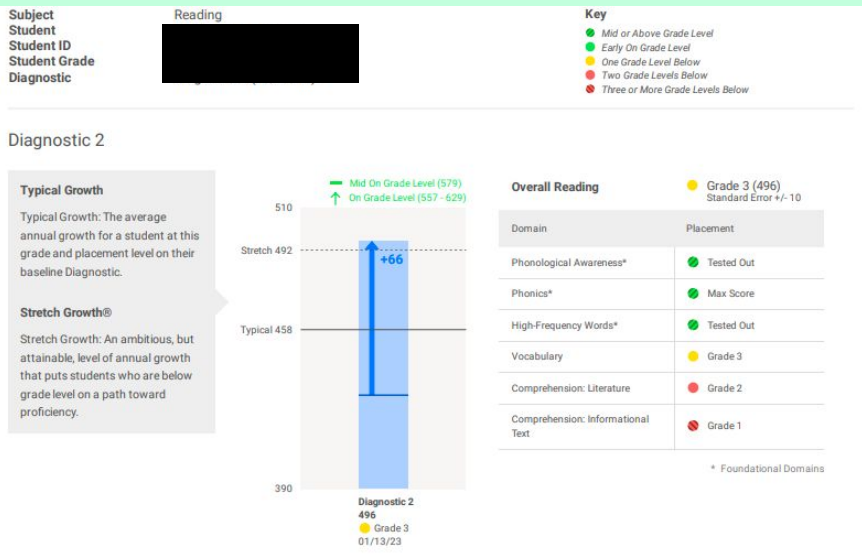 Subject Reading
Student
Student ID
Student Grade
Diagnostic
Key
Mid or Above Grade Level
Early On Grade Level
One Grade Level Below
Two Grade Levels Below
Three or More Grade Levels Below
Diagnostic 2
Typical Growth
Typical Growth: The average
annual growth for a student at this
grade and placement level on their
baseline Diagnostic.
Stretch Growth®
Stretch Growth: An ambitious, but
attainable, level of annual growth
that puts students who are below
grade level on a path toward
proficiency.
Mid On Grade Level (579)
On Grade Level (557 - 629)
510
Stretch 492
+66
Typical 458
390
Diagnostic 2
496
Grade 3
01/13/23
Overall Reading Grade 3 (496)
Standard Error +/- 10
Domain Placement
Phonological Awareness* Tested Out
Phonics* Max Score
High-Frequency Words* Tested Out
Vocabulary Grade 3
Comprehension: Literature Grade 2
Comprehension: Informational
Text Grade 1
* Foundational Domains